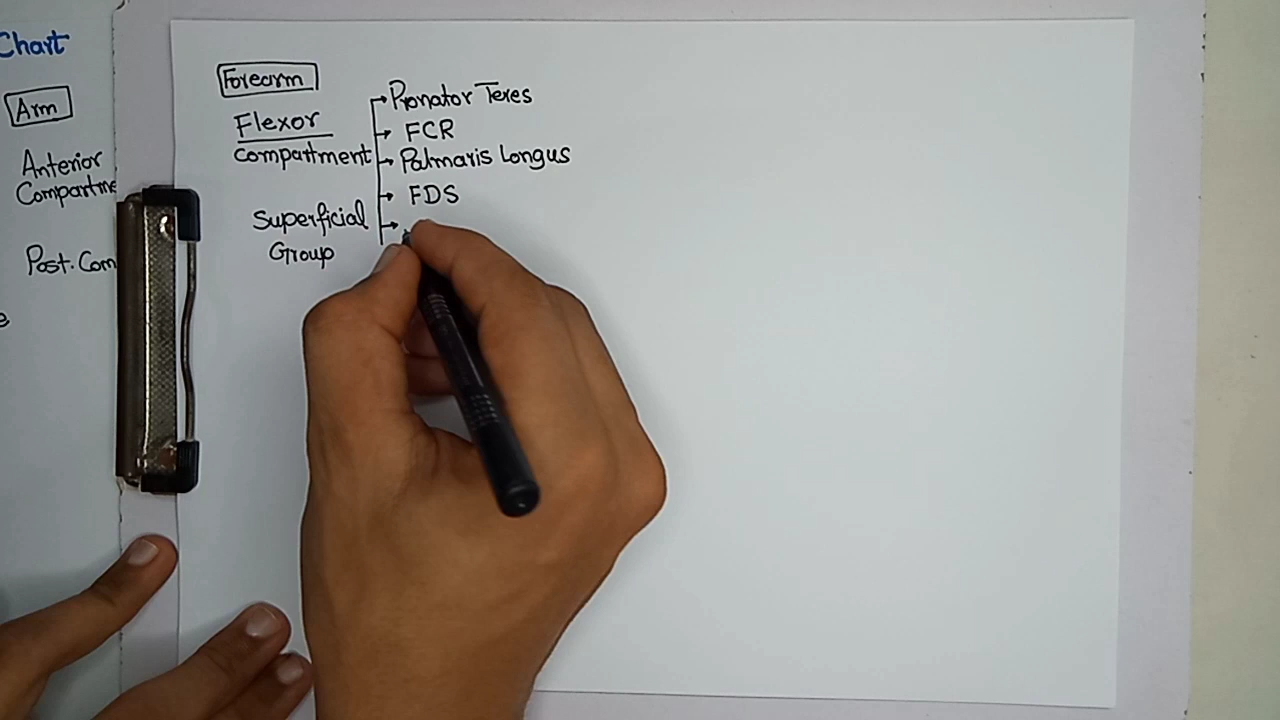 Chart
Arm
Anterior
Compartme
Post. Com
e
Forearm
Flexor
compartment
Superficial
Group
Pronator Teres
FCR
Palmaris Longus
FDS